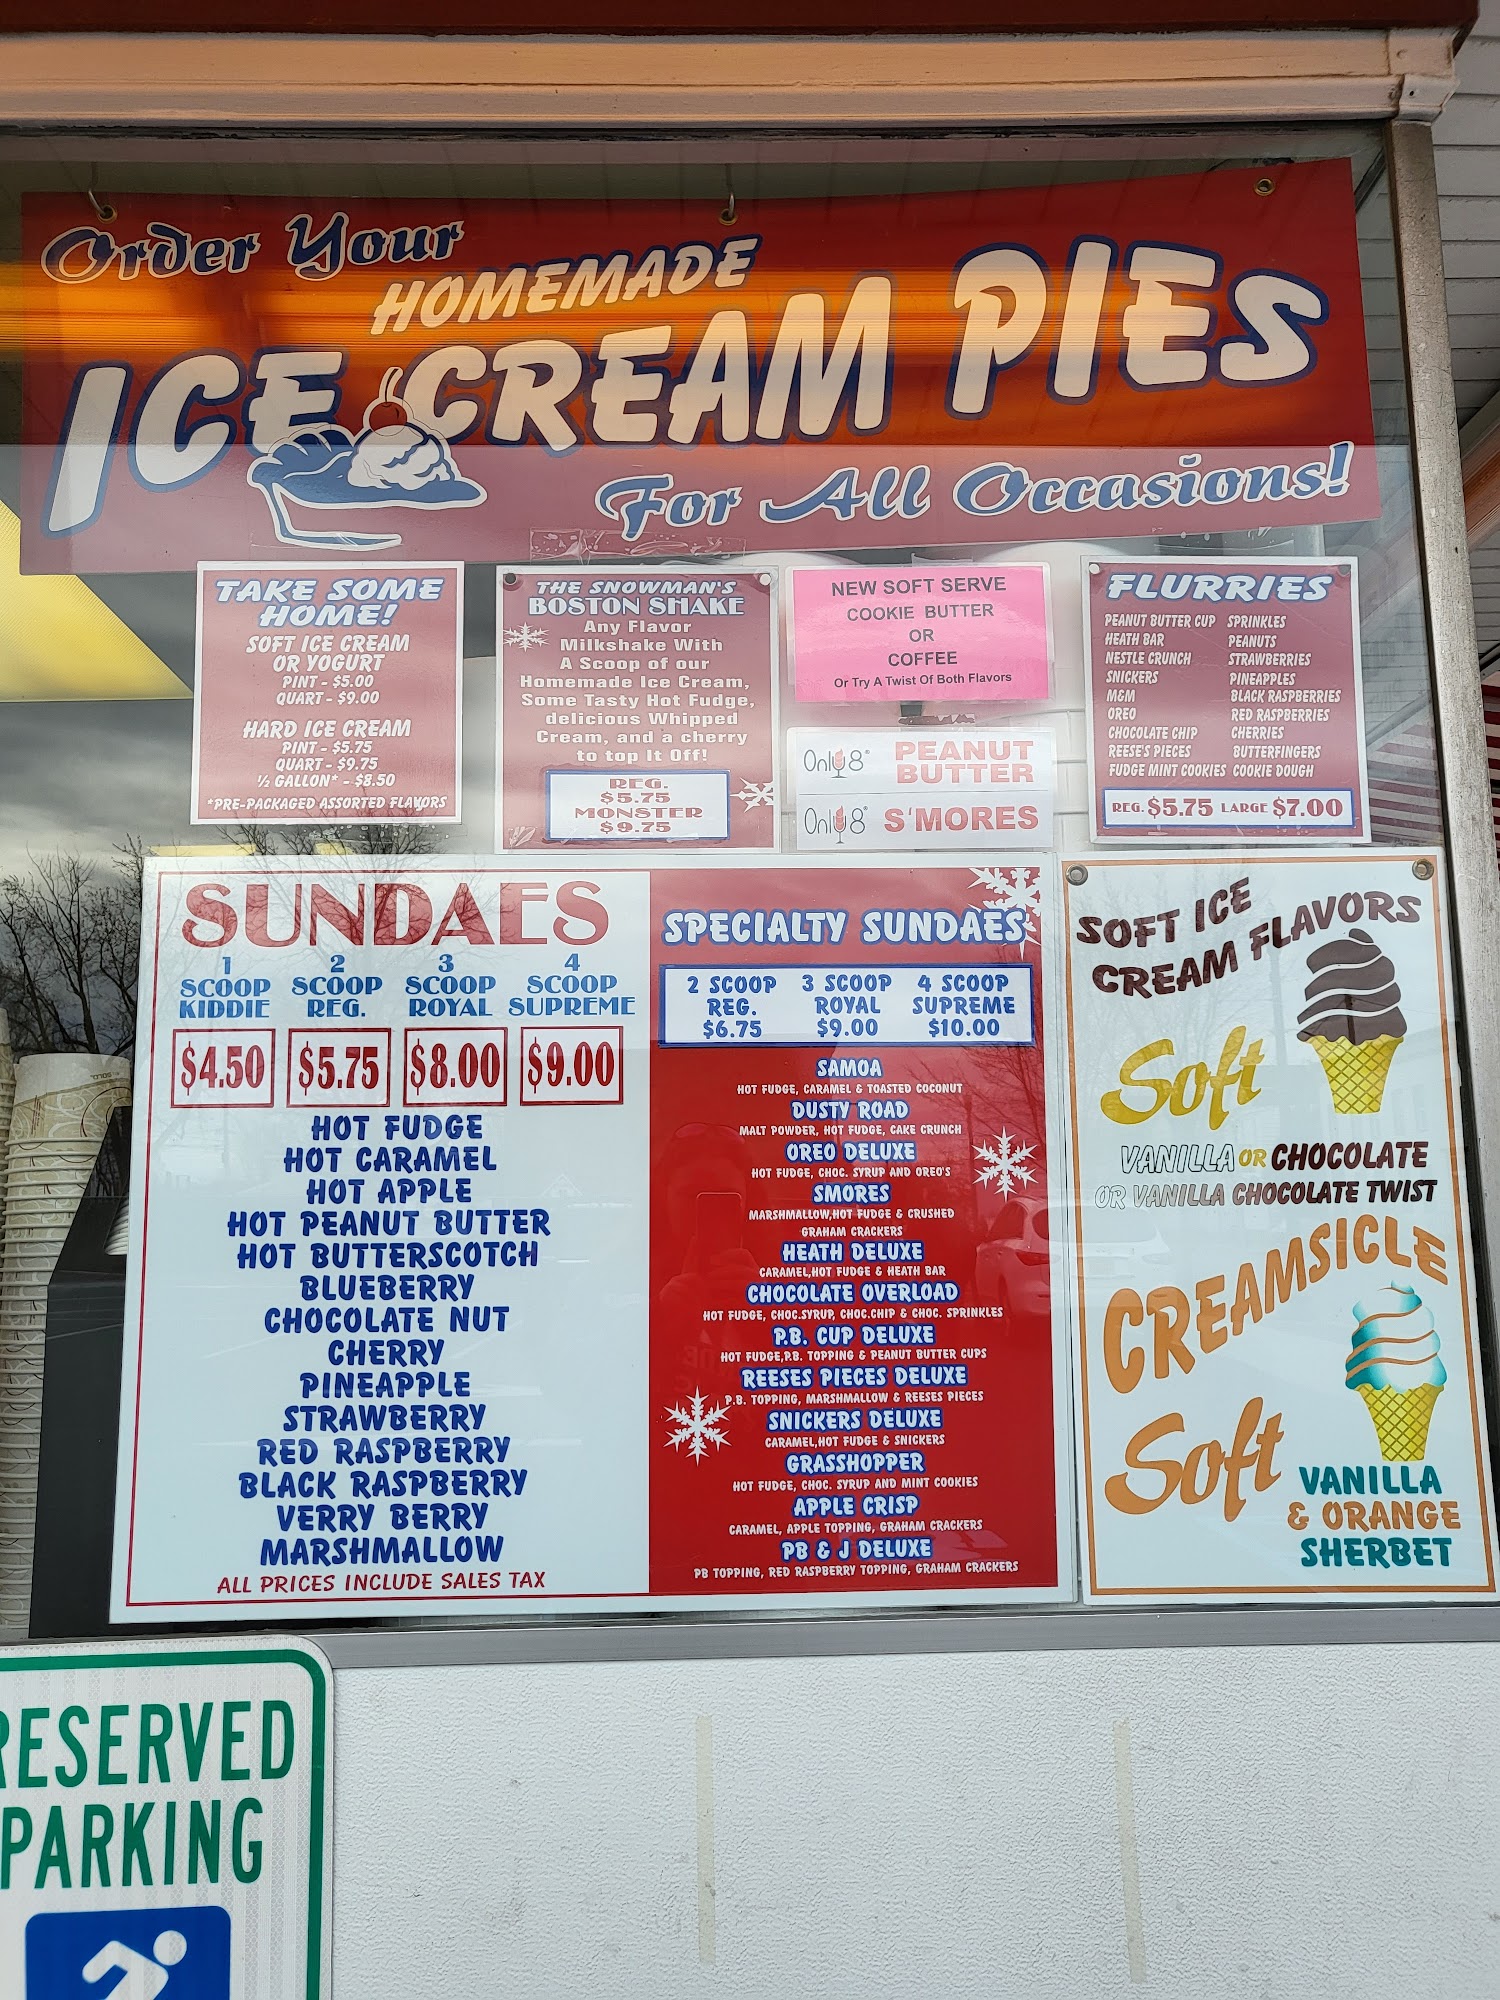 Order Your
HOMEMADE
ICE CREAM PIES
For All Occasions!
TAKE SOME
HOME!
SOFT ICE CREAM
OR YOGURT
PINT - $5.00
QUART - $9.00
HARD ICE CREAM
PINT - $5.75
QUART - $9.75
½ GALLON* - $8.50
*PRE-PACKAGED ASSORTED FLAVORS
THE SNOWMAN'S
BOSTON SHAKE
Any Flavor
Milkshake With
A Scoop of our
Homemade Ice Cream,
Some Tasty Hot Fudge,
delicious Whipped
Cream, and a cherry
to top It Off!
REG.
$5.75
MONSTER
$9.75
NEW SOFT SERVE
COOKIE BUTTER
OR
COFFEE
Or Try A Twist Of Both Flavors
Only8® PEANUT
BUTTER
Only8® S'MORES
FLURRIES
PEANUT BUTTER CUP SPRINKLES
HEATH BAR PEANUTS
NESTLE CRUNCH STRAWBERRIES
SNICKERS PINEAPPLES
M&M BLACK RASPBERRIES
OREO RED RASPBERRIES
CHOCOLATE CHIP CHERRIES
REESE'S PIECES BUTTERFINGERS
FUDGE MINT COOKIES COOKIE DOUGH
REG. $5.75 LARGE $7.00
SUNDAES
1 2 3 4
SCOOP SCOOP SCOOP SCOOP
KIDDIE REG. ROYAL SUPREME
$4.50 $5.75 $8.00 $9.00
HOT FUDGE
HOT CARAMEL
HOT APPLE
HOT PEANUT BUTTER
HOT BUTTERSCOTCH
BLUEBERRY
CHOCOLATE NUT
CHERRY
PINEAPPLE
STRAWBERRY
RED RASPBERRY
BLACK RASPBERRY
VERRY BERRY
MARSHMALLOW
ALL PRICES INCLUDE SALES TAX
SPECIALTY SUNDAES
2 SCOOP 3 SCOOP 4 SCOOP
REG. ROYAL SUPREME
$6.75 $9.00 $10.00
SAMOA
HOT FUDGE, CARAMEL & TOASTED COCONUT
DUSTY ROAD
MALT POWDER, HOT FUDGE, CAKE CRUNCH
OREO DELUXE
HOT FUDGE, CHOC. SYRUP AND OREO'S
SMORES
MARSHMALLOW,HOT FUDGE & CRUSHED
GRAHAM CRACKERS
HEATH DELUXE
CARAMEL,HOT FUDGE & HEATH BAR
CHOCOLATE OVERLOAD
HOT FUDGE, CHOC.SYRUP, CHOC.CHIP & CHOC. SPRINKLES
P.B. CUP DELUXE
HOT FUDGE,P.B. TOPPING & PEANUT BUTTER CUPS
REESES PIECES DELUXE
P.B. TOPPING, MARSHMALLOW & REESES PIECES
SNICKERS DELUXE
CARAMEL,HOT FUDGE & SNICKERS
GRASSHOPPER
HOT FUDGE, CHOC. SYRUP AND MINT COOKIES
APPLE CRISP
CARAMEL, APPLE TOPPING, GRAHAM CRACKERS
PB & J DELUXE
PB TOPPING, RED RASPBERRY TOPPING, GRAHAM CRACKERS
SOFT ICE
CREAM FLAVORS
Soft
VANILLA OR CHOCOLATE
OR VANILLA CHOCOLATE TWIST
CREAMSICLE
Soft
VANILLA
& ORANGE
SHERBET
RESERVED
PARKING